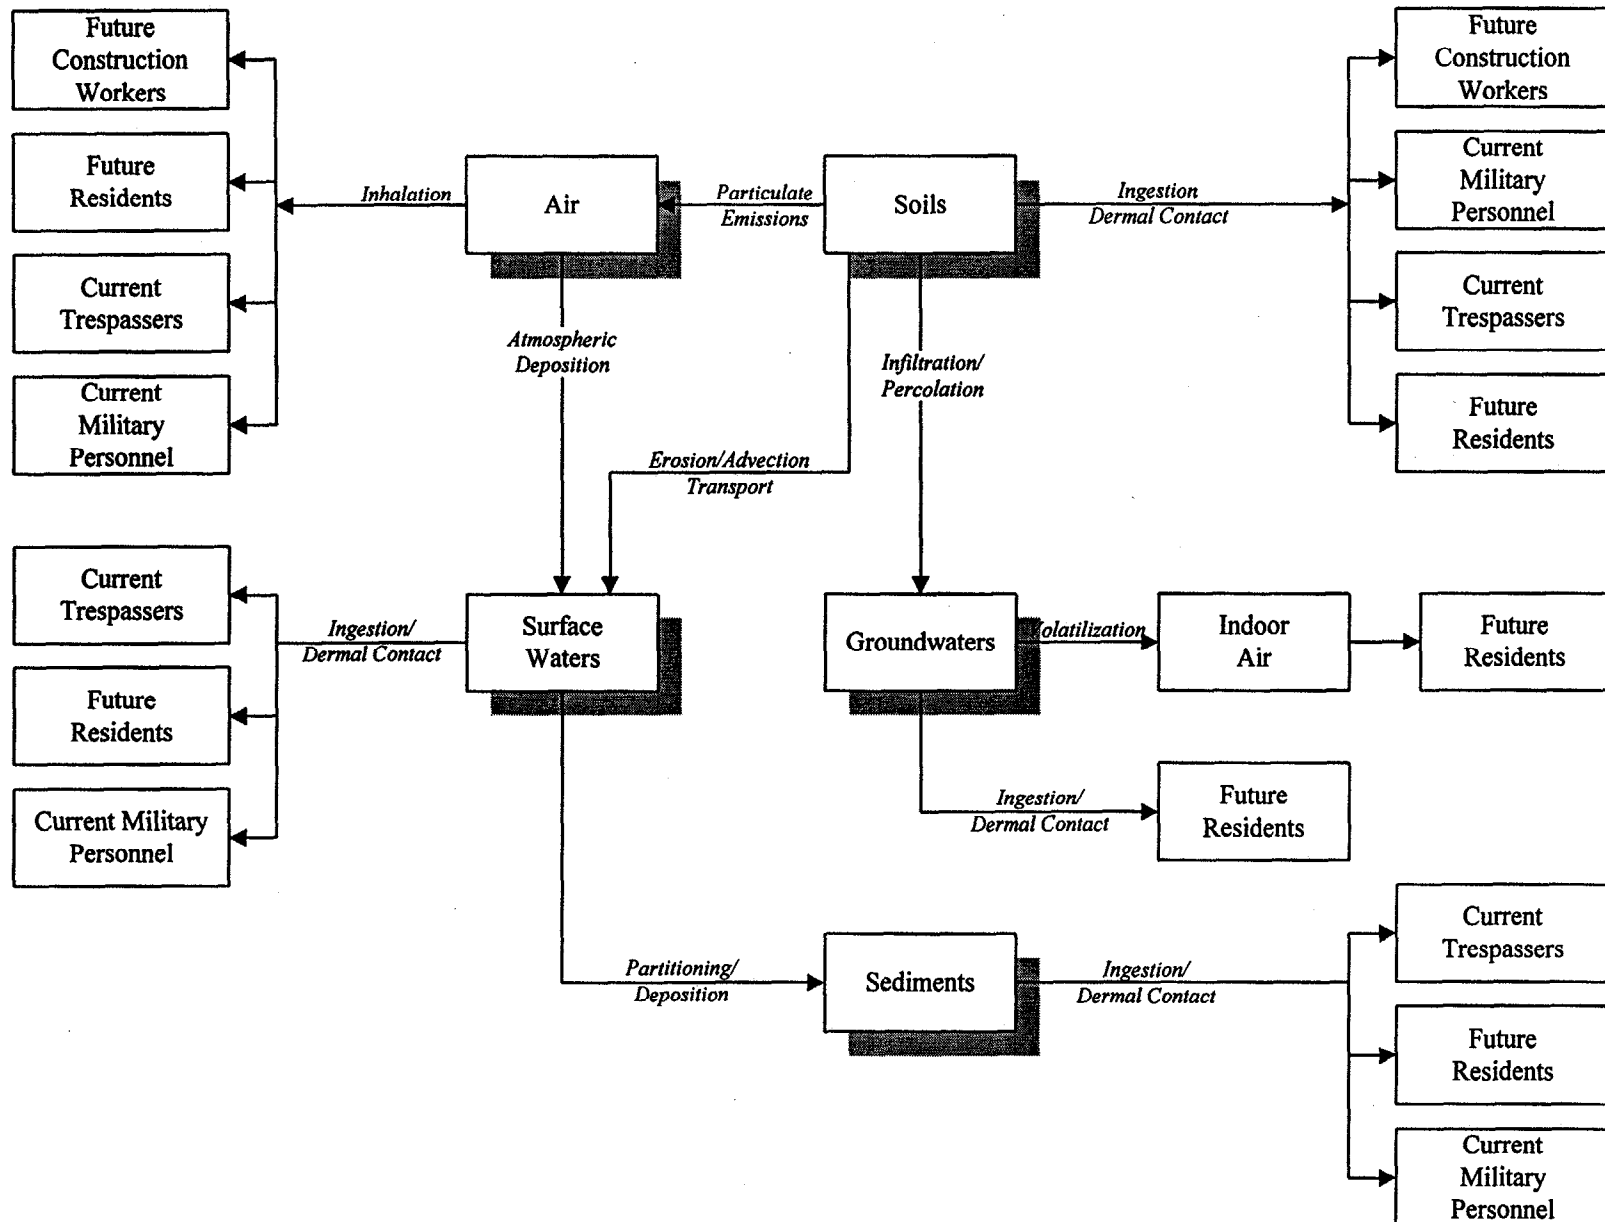 Future
Construction
Workers
Future
Residents
Current
Trespassers
Current
Military
Personnel
Inhalation
Air
Particulate
Emissions
Soils
Ingestion
Dermal Contact
Future
Construction
Workers
Current
Military
Personnel
Current
Trespassers
Future
Residents
Atmospheric
Deposition
Infiltration/
Percolation
Erosion/Advection
Transport
Current
Trespassers
Future
Residents
Current Military
Personnel
Ingestion/
Dermal Contact
Surface
Waters
Groundwaters
olatilization
Indoor
Air
Future
Residents
Ingestion/
Dermal Contact
Future
Residents
Partitioning/
Deposition
Sediments
Ingestion/
Dermal Contact
Current
Trespassers
Future
Residents
Current
Military
Personnel